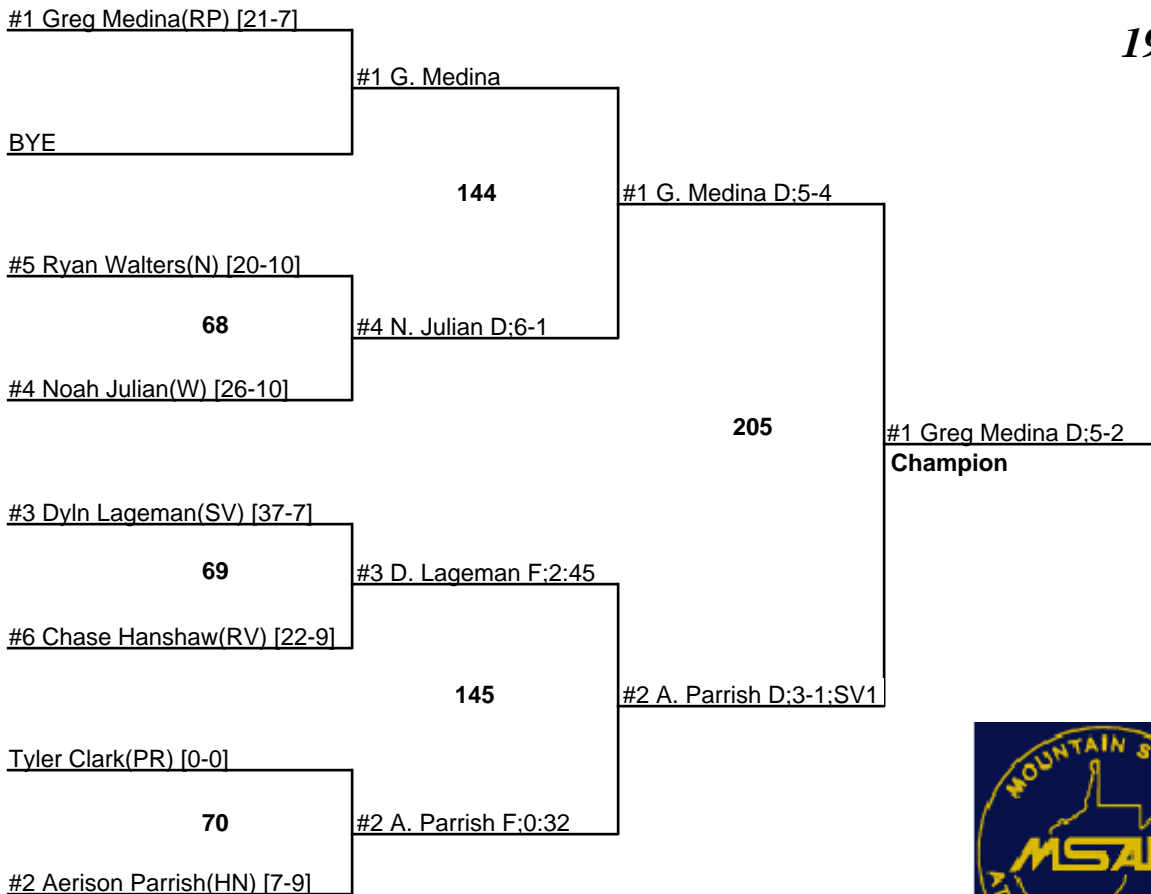 #1 Greg Medina(RP) [21-7]
19
#1 G. Medina
BYE
144
#1 G. Medina D;5-4
#5 Ryan Walters(N) [20-10]
68
#4 N. Julian D;6-1
#4 Noah Julian(W) [26-10]
205
#1 Greg Medina D;5-2
Champion
#3 Dyln Lageman(SV) [37-7]
69
#3 D. Lageman F;2:45
#6 Chase Hanshaw(RV) [22-9]
145
#2 A. Parrish D;3-1;SV1
Tyler Clark(PR) [0-0]
70
#2 A. Parrish F;0:32
#2 Aerison Parrish(HN) [7-9]
MOUNTAIN S
MSA